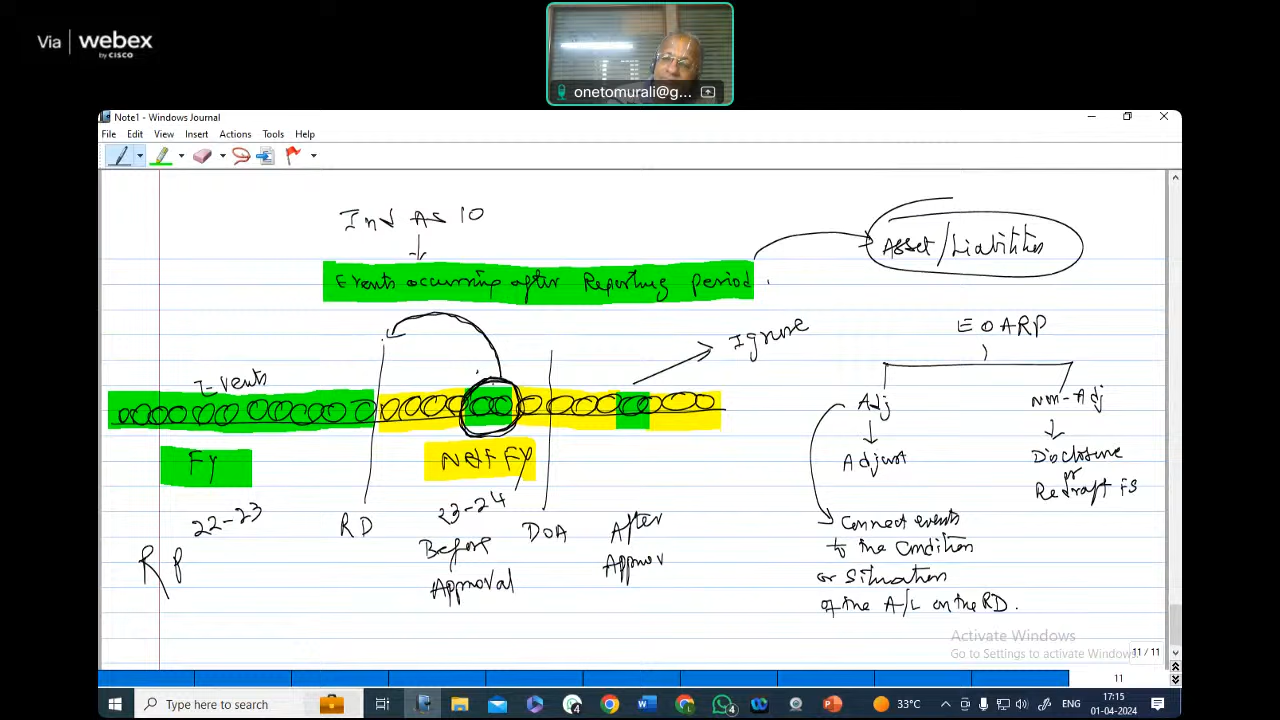 Via webex
by CISCO
onetomurali@g...
Note1 - Windows Journal
File Edit View Insert Actions Tools Help
Ind AS 10
Events occurring after Reporting period.
Asset/Liabilities
EOARP
Ignore
Events
Adj
Non-Adj
FY
Next FY
Adjust
Disclosure
or
Redraft FS
22-23
RD
23-24
DOA
After
Before
Approv
Approval
RP
Connect events
to the Condition
or Situation
of the A/L on the RD.
Activate Windows
Go to Settings to activate Windows.
11 / 11
11
Type here to search
4
4
33°C
17:15
01-04-2024